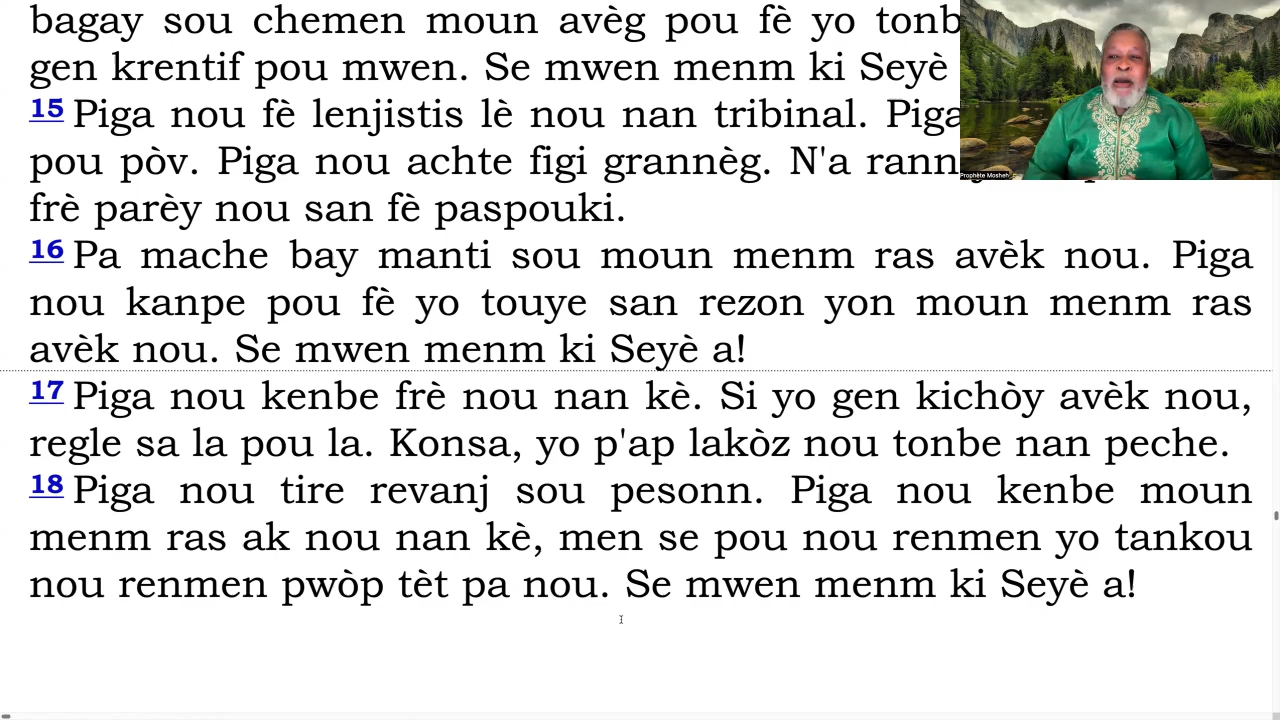 bagay sou chemen moun avèg pou fè yo tonb
gen krentif pou mwen. Se mwen menm ki Seyè
15 Piga nou fè lenjistis lè nou nan tribinal. Piga
pou pòv. Piga nou achte figi grannèg. N'a rann
frè parèy nou san fè paspouki.
16 Pa mache bay manti sou moun menm ras avèk nou. Piga
nou kanpe pou fè yo touye san rezon yon moun menm ras
avèk nou. Se mwen menm ki Seyè a!
17 Piga nou kenbe frè nou nan kè. Si yo gen kichòy avèk nou,
regle sa la pou la. Konsa, yo p'ap lakòz nou tonbe nan peche.
18 Piga nou tire revanj sou pesonn. Piga nou kenbe moun
menm ras ak nou nan kè, men se pou nou renmen yo tankou
nou renmen pwòp tèt pa nou. Se mwen menm ki Seyè a!
Prophète Mosheh